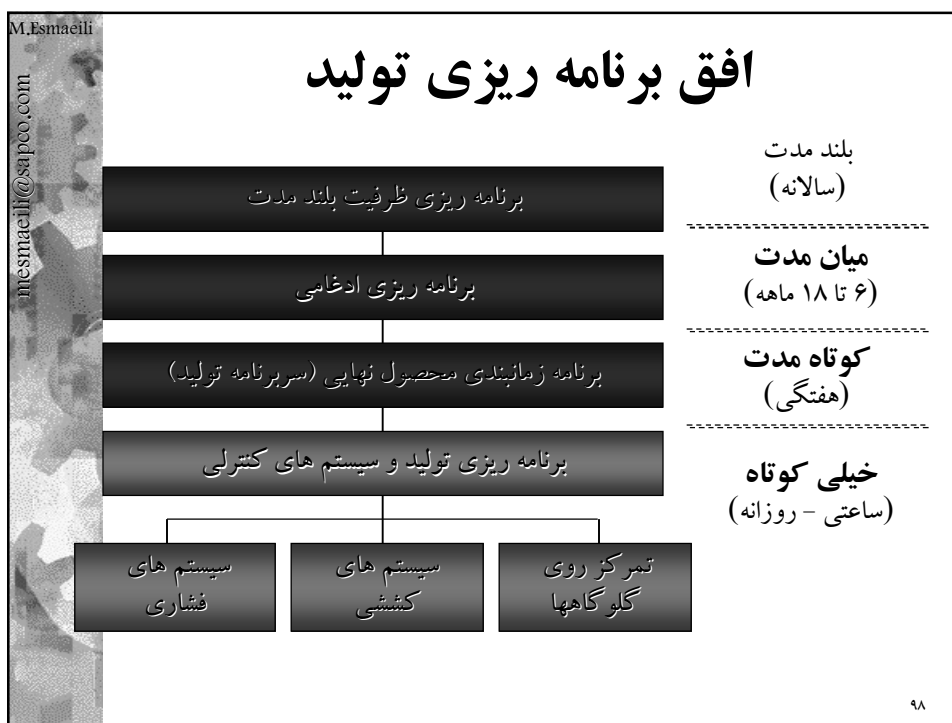 M.Esmaeili
mesmaeili@sapco.com
افق برنامه ریزی تولید
بلند مدت
(سالانه)
برنامه ریزی ظرفیت بلند مدت
میان مدت
(۶ تا ۱۸ ماهه)
برنامه ریزی ادغامی
کوتاه مدت
(هفتگی)
برنامه زمانبندی محصول نهایی (سربرنامه تولید)
خیلی کوتاه
(ساعتی – روزانه)
برنامه ریزی تولید و سیستم های کنترلی
تمرکز روی
گلوگاهها
سیستم های
کششی
سیستم های
فشاری
۹۸